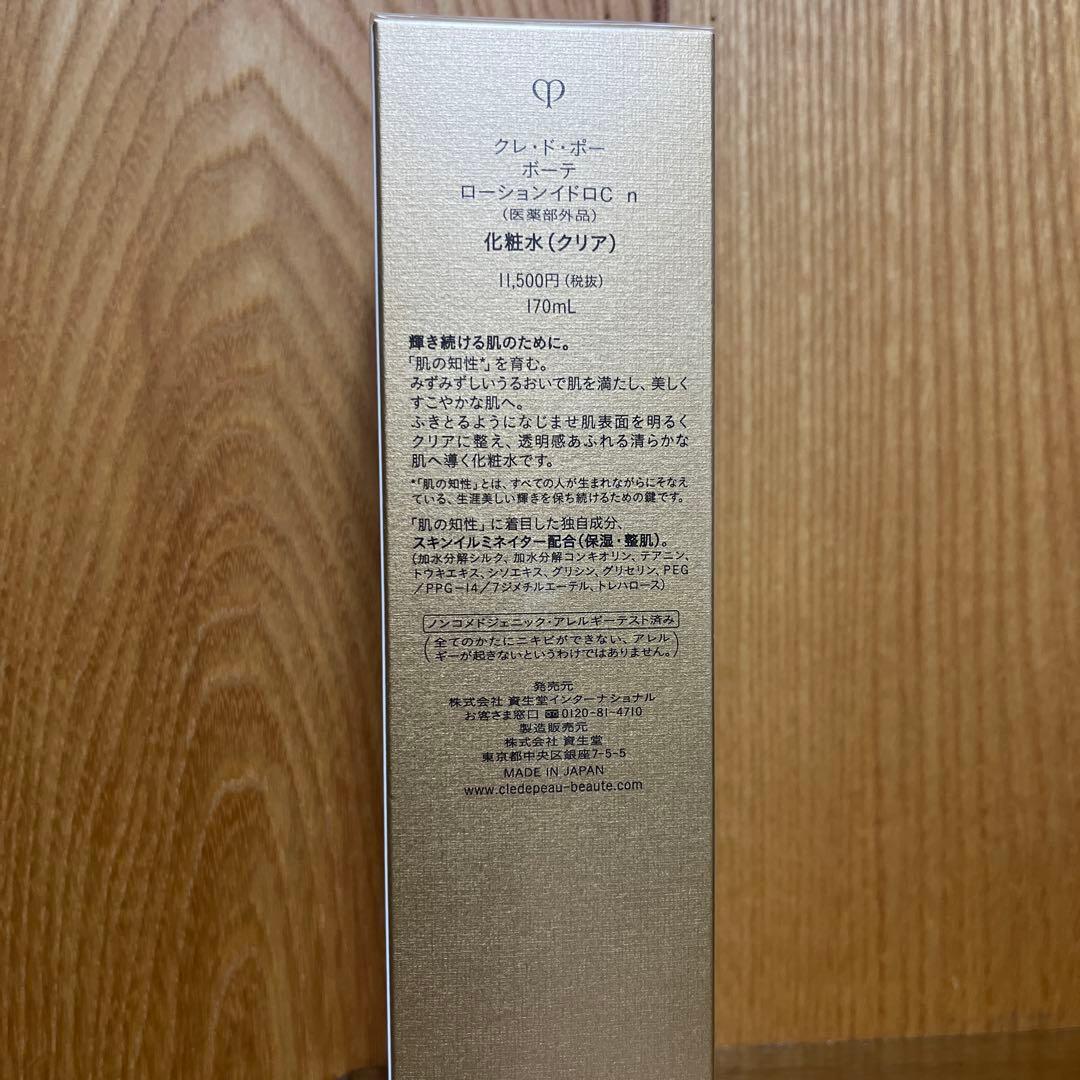 クレ・ド・ポー
ボーテ
ローションイドロC n
(医薬部外品)
化粧水(クリア)
11,500円(税抜)
170mL
輝き続ける肌のために。
「肌の知性*」を育む。
みずみずしいうるおいで肌を満たし、美しく
すこやかな肌へ。
ふきとるようになじませ肌表面を明るく
クリアに整え、透明感あふれる清らかな
肌へ導く化粧水です。
*「肌の知性」とは、すべての人が生まれながらにそなえ
ている、生涯美しい輝きを保ち続けるための鍵です。
「肌の知性」に着目した独自成分、
スキンイルミネイター配合(保湿・整肌)。
(加水分解シルク、加水分解コンキオリン、テアニン、
トウキエキス、シソエキス、グリシン、グリセリン、PEG
/PPG-14/7ジメチルエーテル、トレハロース)
ノンコメドジェニック・アレルギーテスト済み
(全てのかたにニキビができない、アレル
ギーが起きないというわけではありません。)
発売元
株式会社 資生堂インターナショナル
お客さま窓口 0120-81-4710
製造販売元
株式会社 資生堂
東京都中央区銀座7-5-5
MADE IN JAPAN
www.cledepeau-beaute.com